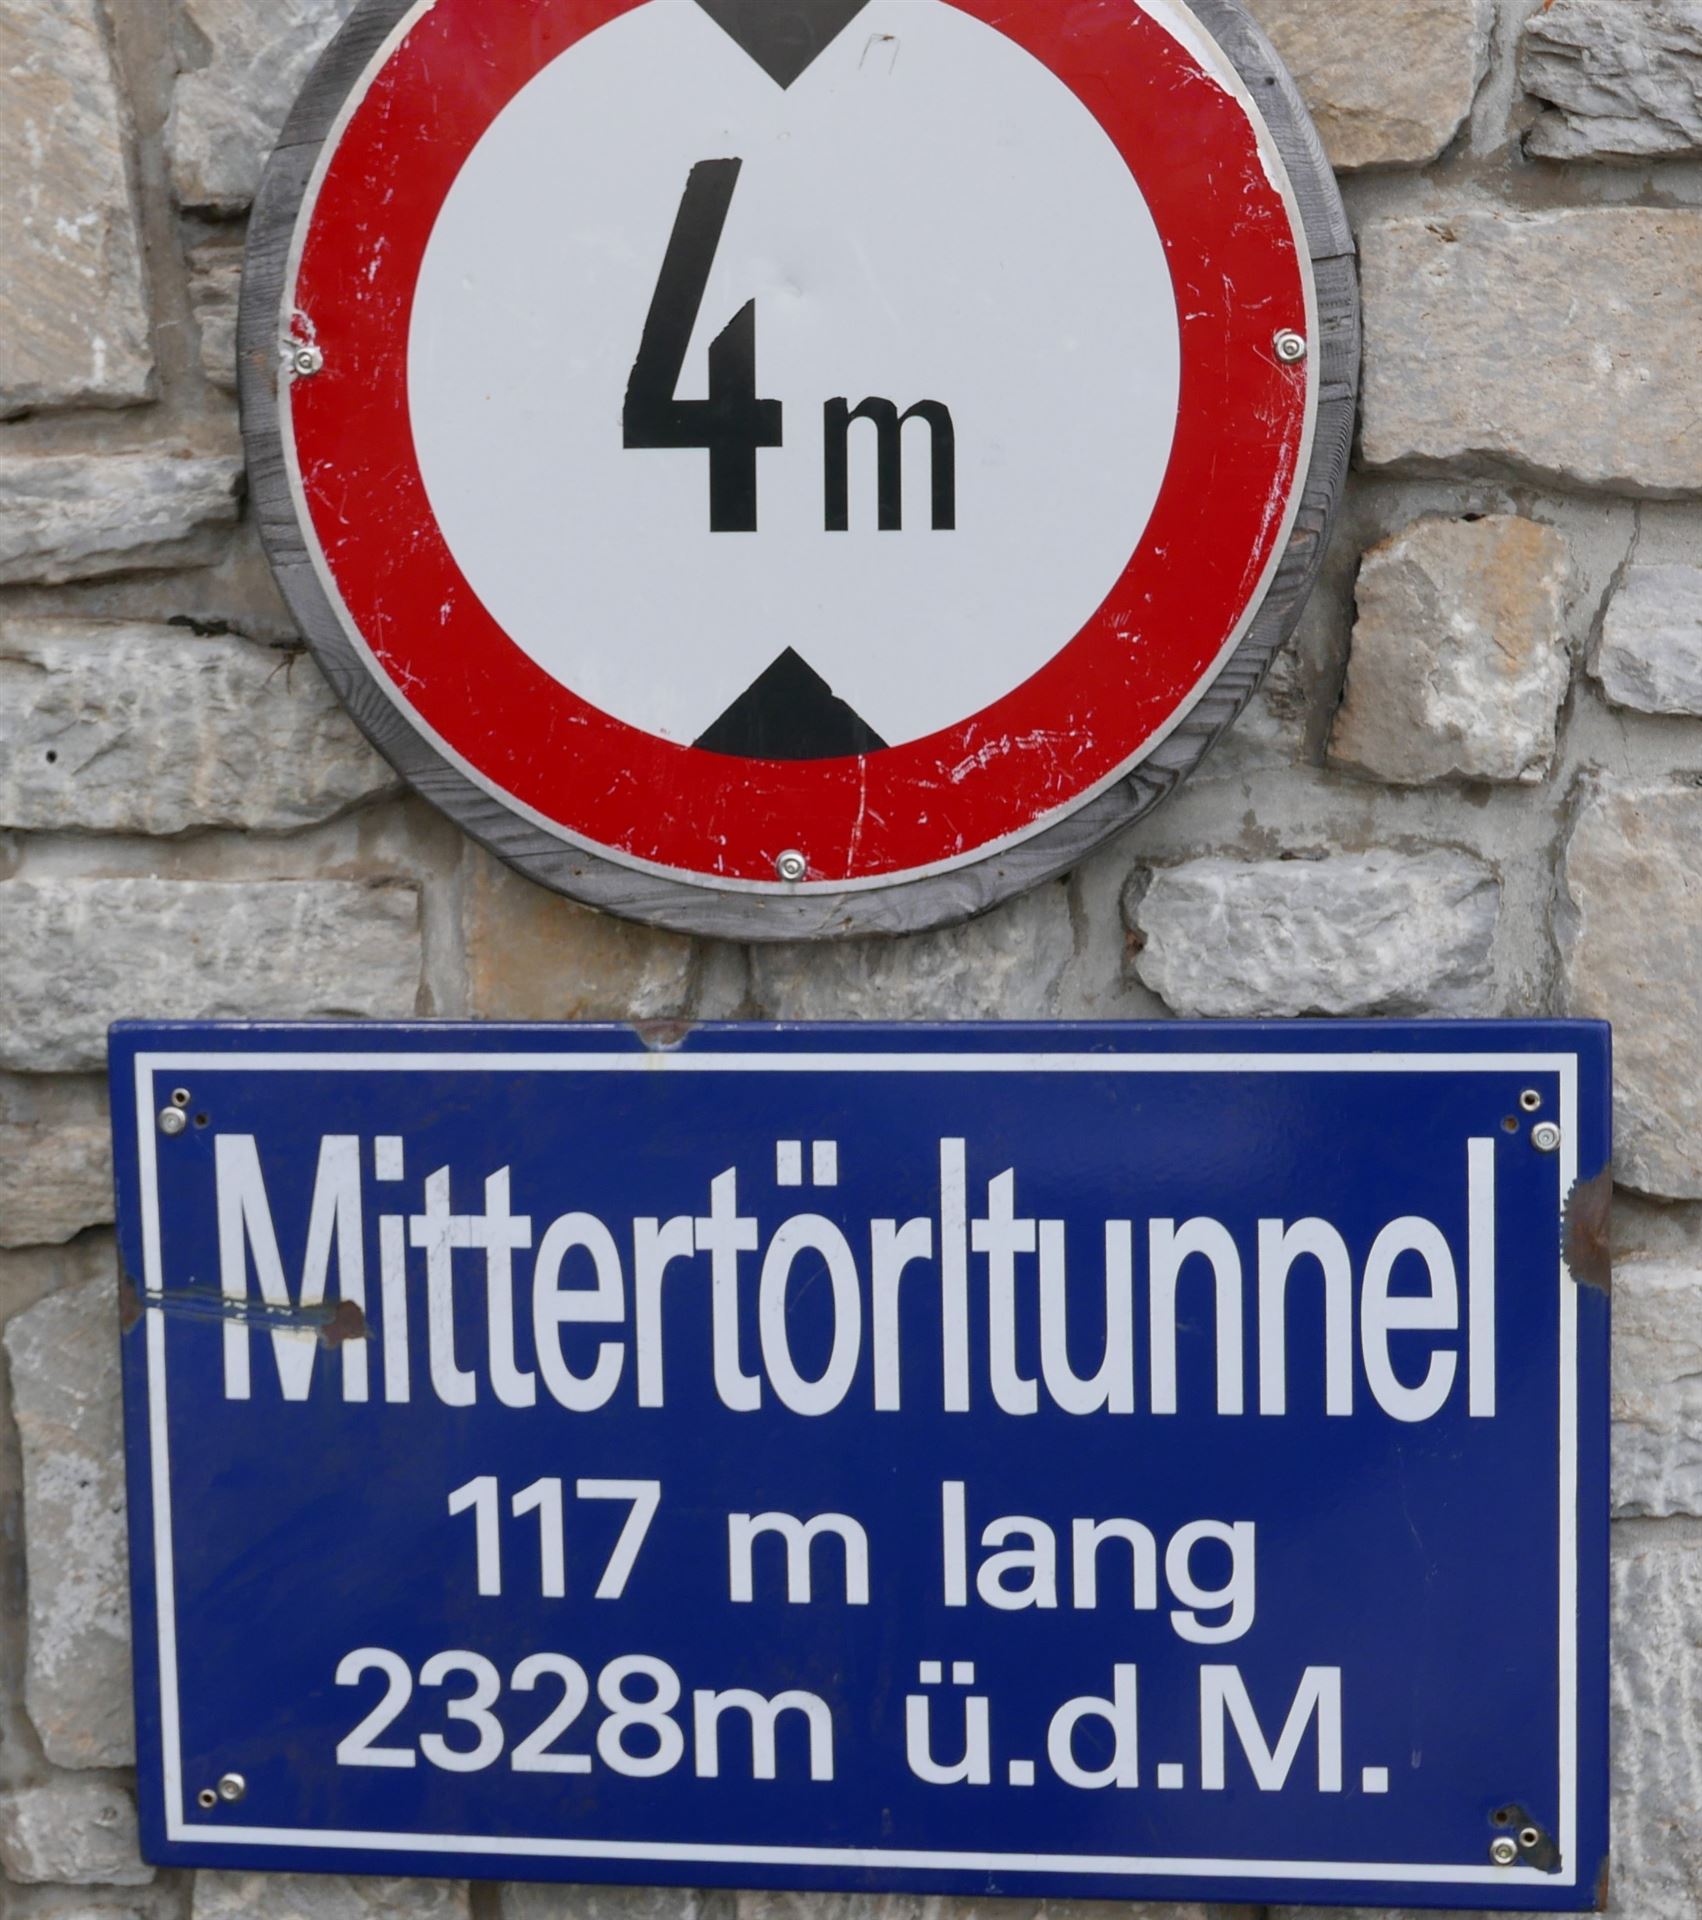 4m
Mittertörltunnel
117 m lang
2328m ü.d.M.